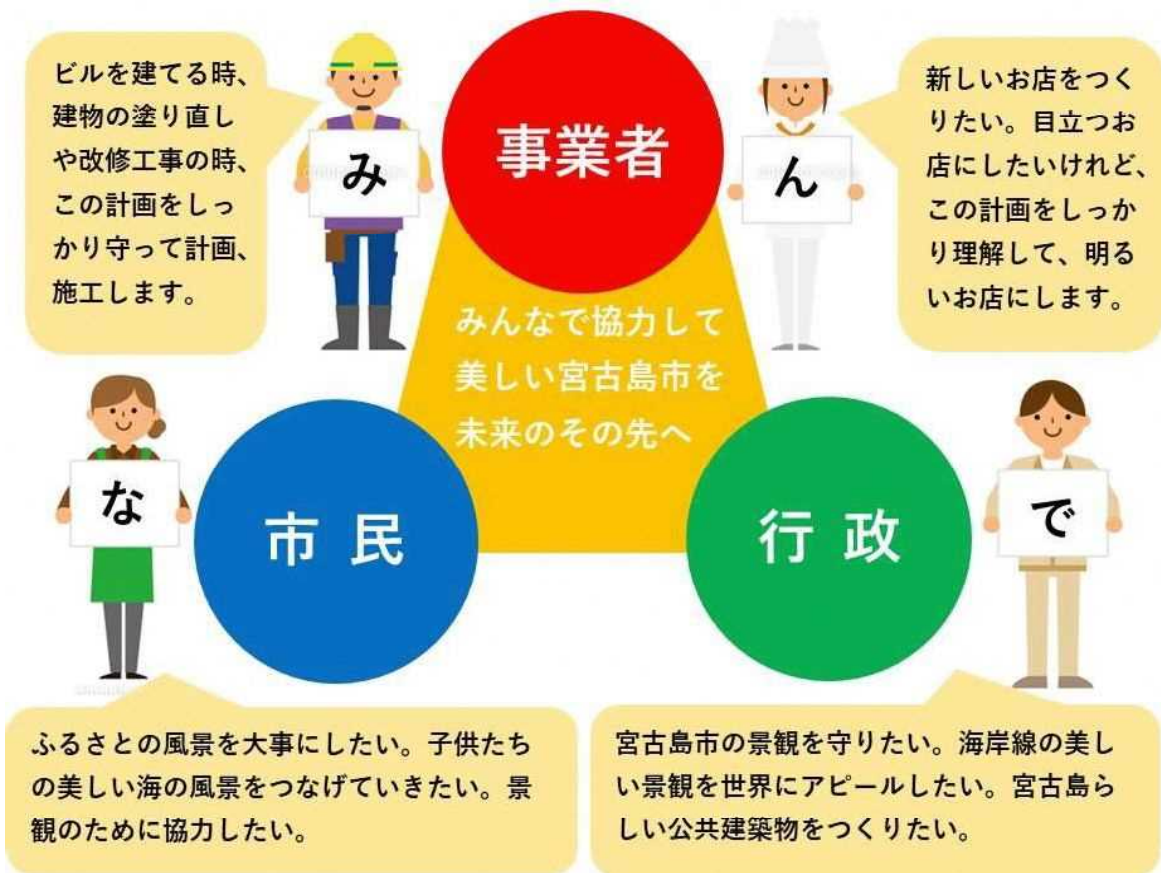 ビルを建てる時、
建物の塗り直し
や改修工事の時、
この計画をしっ
かり守って計画、
施工します。
み
事業者
ん
新しいお店をつく
りたい。目立つお
店にしたいけれど、
この計画をしっか
り理解して、明る
いお店にします。
みんなで協力して
美しい宮古島市を
未来のその先へ
な
市民
行政
で
ふるさとの風景を大事にしたい。子供たち
の美しい海の風景をつなげていきたい。景
観のために協力したい。
宮古島市の景観を守りたい。海岸線の美し
い景観を世界にアピールしたい。宮古島ら
しい公共建築物をつくりたい。